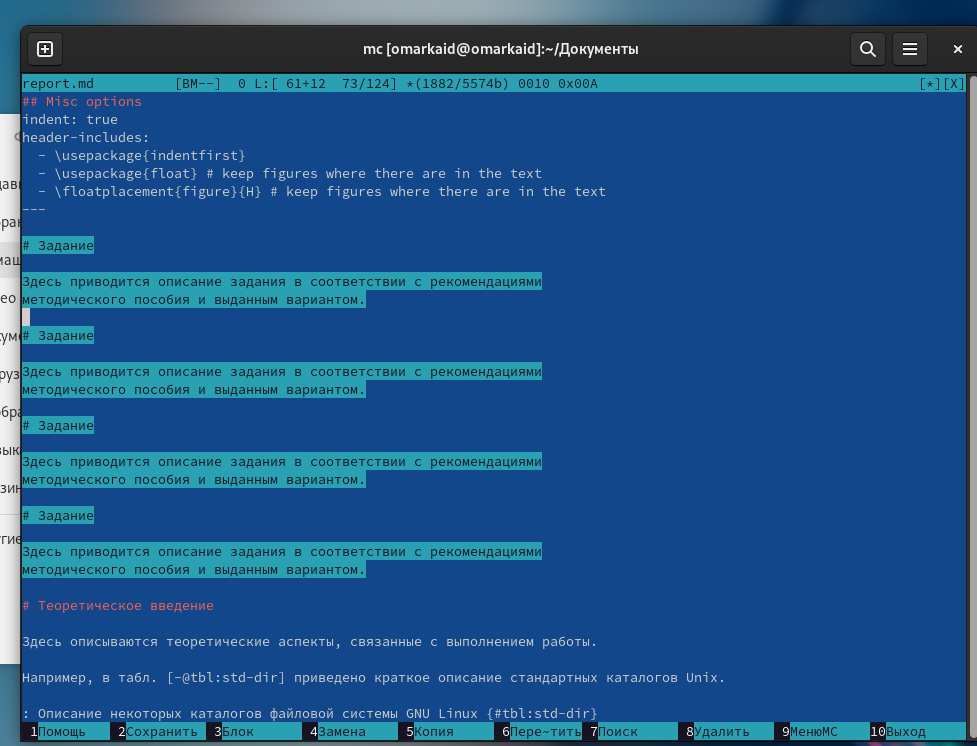 mc [omarkaid@omarkaid]:~/Документы
report.md [BM--] 0 L:[ 61+12 73/124] *(1882/5574b) 0010 0x00A [*][X]
## Misc options
indent: true
header-includes:
- \usepackage{indentfirst}
- \usepackage{float} # keep figures where there are in the text
- \floatplacement{figure}{H} # keep figures where there are in the text
---
# Задание
Здесь приводится описание задания в соответствии с рекомендациями
методического пособия и выданным вариантом.
# Задание
Здесь приводится описание задания в соответствии с рекомендациями
методического пособия и выданным вариантом.
# Задание
Здесь приводится описание задания в соответствии с рекомендациями
методического пособия и выданным вариантом.
# Задание
Здесь приводится описание задания в соответствии с рекомендациями
методического пособия и выданным вариантом.
# Теоретическое введение
Здесь описываются теоретические аспекты, связанные с выполнением работы.
Например, в табл. [-@tbl:std-dir] приведено краткое описание стандартных каталогов Unix.
: Описание некоторых каталогов файловой системы GNU Linux {#tbl:std-dir}
1Помощь 2Сохранить 3Блок 4Замена 5Копия 6Пере~тить 7Поиск 8Удалить 9МенюMC 10Выход